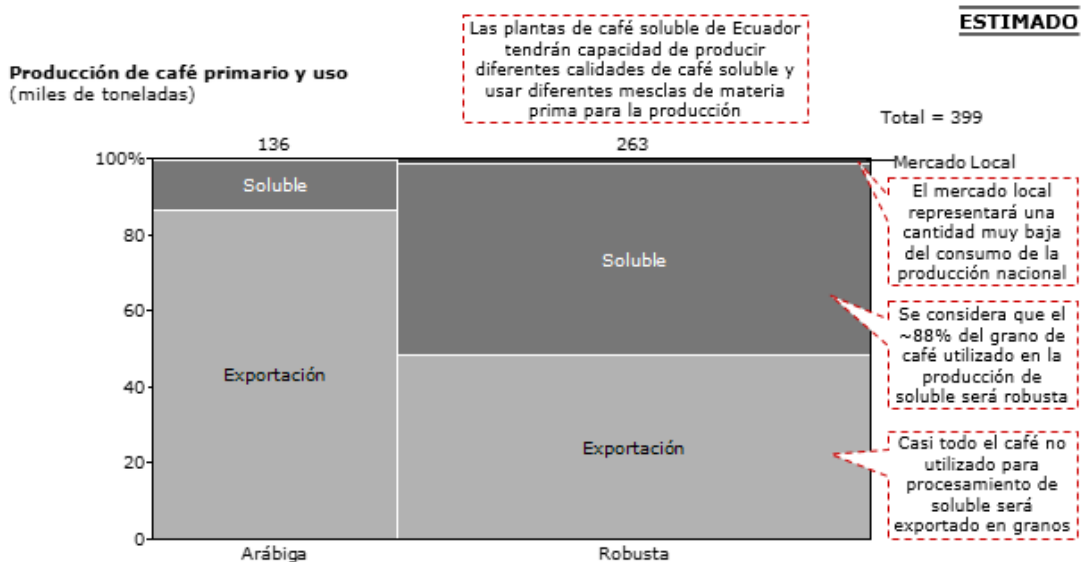 ESTIMADO
Las plantas de café soluble de Ecuador
tendrán capacidad de producir
diferentes calidades de café soluble y
usar diferentes mesclas de materia
prima para la producción
Producción de café primario y uso
(miles de toneladas)
Total = 399
136
263
100%
80
60
40
20
0
Soluble
Exportación
Soluble
Exportación
Arábiga
Robusta
Mercado Local
El mercado local
representará una
cantidad muy baja
del consumo de la
producción nacional
Se considera que el
~88% del grano de
café utilizado en la
producción de
soluble será robusta
Casi todo el café no
utilizado para
procesamiento de
soluble será
exportado en granos